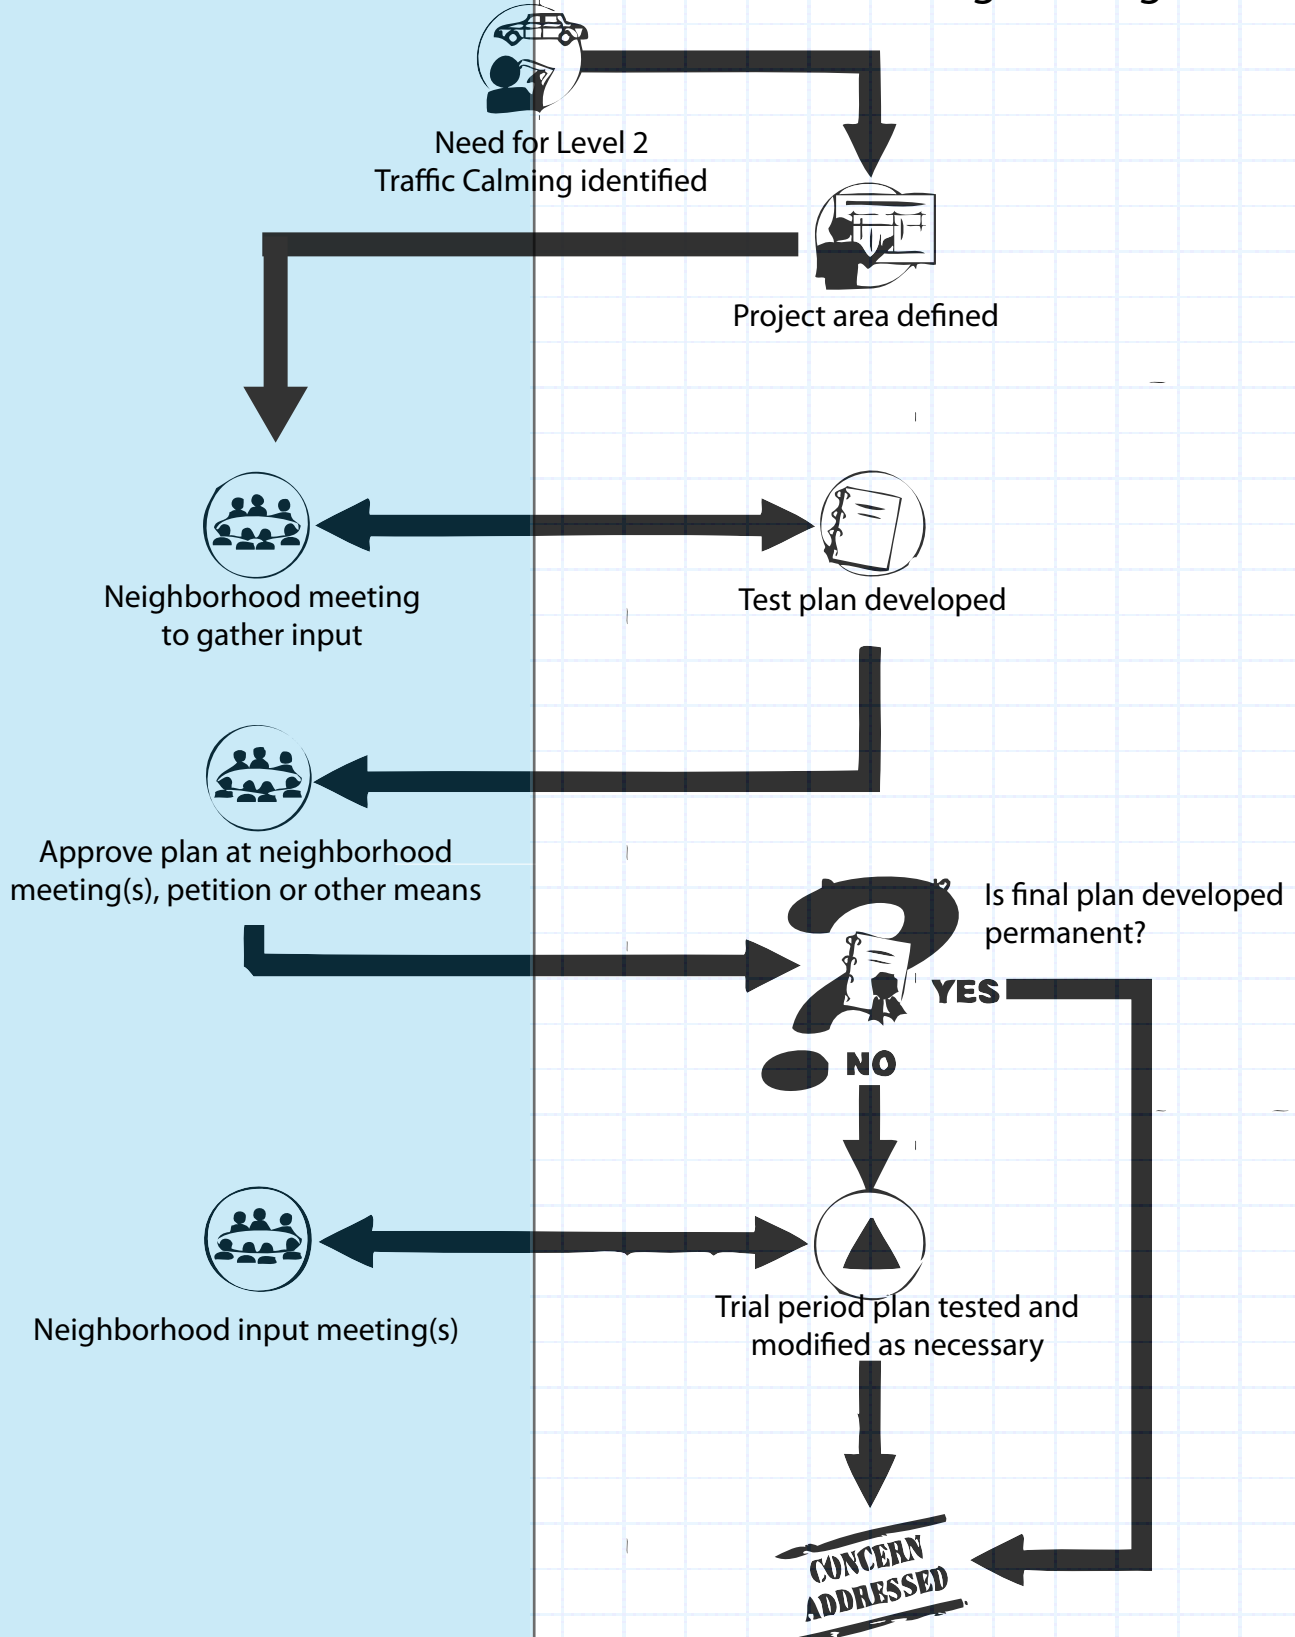 Need for Level 2
Traffic Calming identified
Project area defined
Neighborhood meeting
to gather input
Test plan developed
Approve plan at neighborhood
meeting(s), petition or other means
Is final plan developed
permanent?
YES
NO
Neighborhood input meeting(s)
Trial period plan tested and
modified as necessary
CONCERN
ADDRESSED